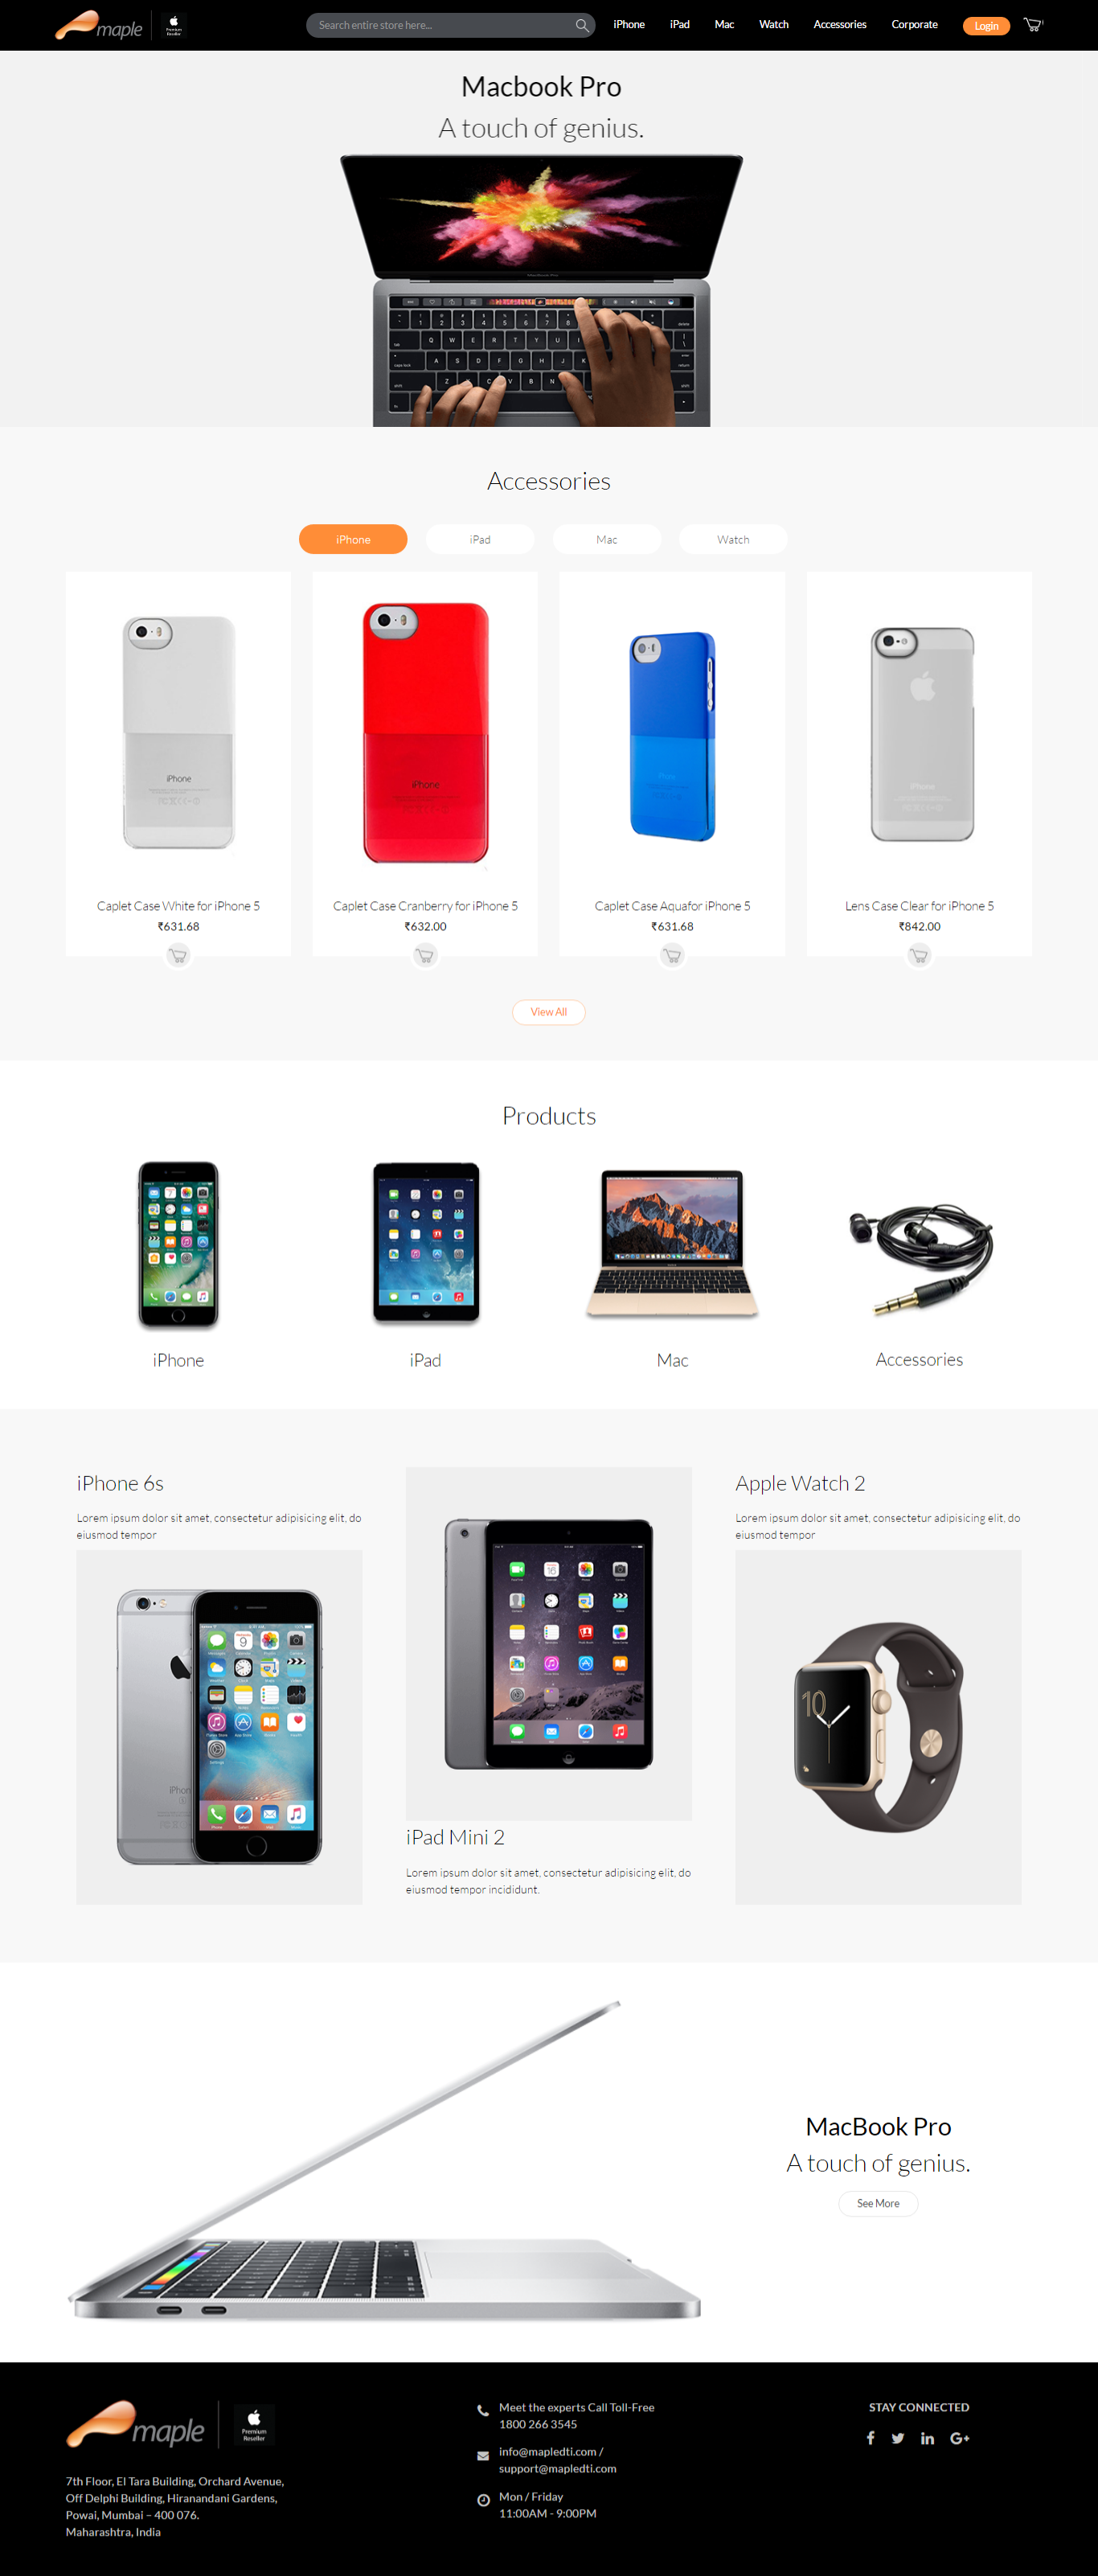 maple
Premium
Reseller
Search entire store here...
iPhone
iPad
Mac
Watch
Accessories
Corporate
Login
Macbook Pro
A touch of genius.
MacBook Pro
Accessories
iPhone
iPad
Mac
Watch
iPhone
iPhone
iPhone
Caplet Case White for iPhone 5
₹631.68
Caplet Case Cranberry for iPhone 5
₹632.00
Caplet Case Aquafor iPhone 5
₹631.68
Lens Case Clear for iPhone 5
₹842.00
View All
Products
iPhone
iPad
Mac
Accessories
iPhone 6s
Lorem ipsum dolor sit amet, consectetur adipisicing elit, do
eiusmod tempor
iPad Mini 2
Lorem ipsum dolor sit amet, consectetur adipisicing elit, do
eiusmod tempor incididunt.
Apple Watch 2
Lorem ipsum dolor sit amet, consectetur adipisicing elit, do
eiusmod tempor
10
MacBook Pro
A touch of genius.
See More
maple
Premium
Reseller
7th Floor, El Tara Building, Orchard Avenue,
Off Delphi Building, Hiranandani Gardens,
Powai, Mumbai – 400 076.
Maharashtra, India
Meet the experts Call Toll-Free
1800 266 3545
info@mapledti.com /
support@mapledti.com
Mon / Friday
11:00AM - 9:00PM
STAY CONNECTED